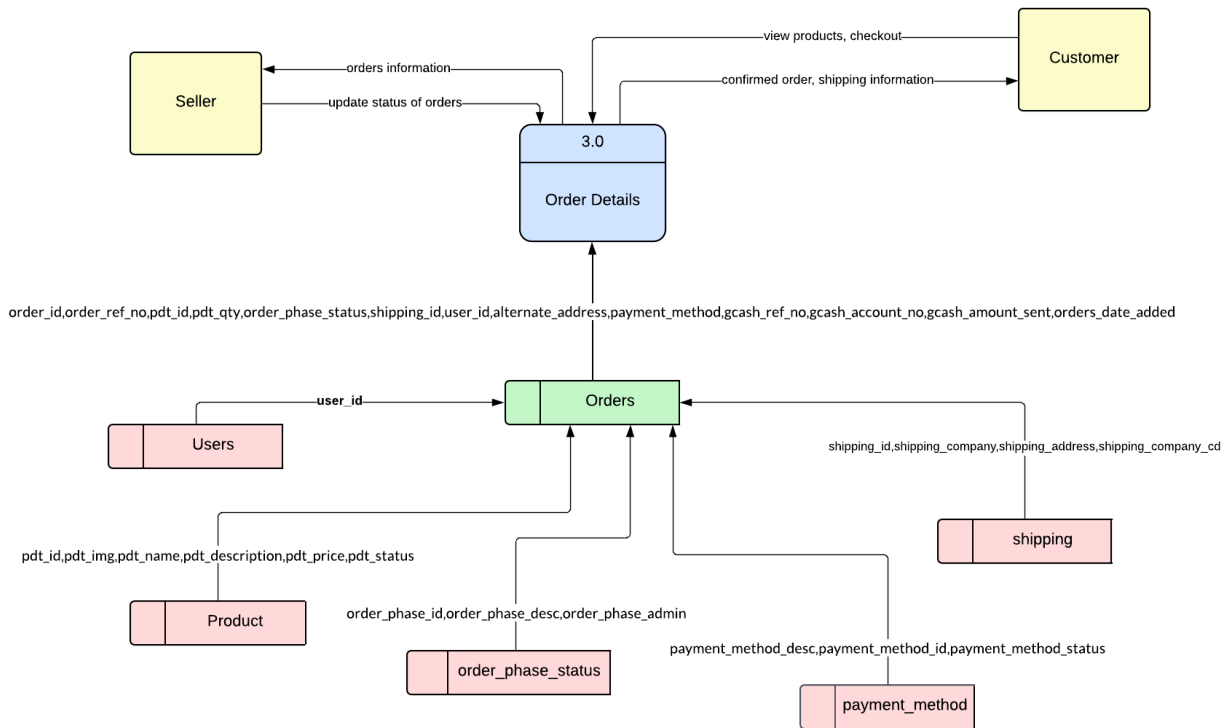 view products, checkout
Customer
orders information
confirmed order, shipping information
Seller
update status of orders
3.0
Order Details
order_id,order_ref_no,pdt_id,pdt_qty,order_phase_status,shipping_id,user_id,alternate_address,payment_method,gcash_ref_no,gcash_account_no,gcash_amount_sent,orders_date_added
user_id
Orders
Users
shipping_id,shipping_company,shipping_address,shipping_company_cd
shipping
pdt_id,pdt_img,pdt_name,pdt_description,pdt_price,pdt_status
Product
order_phase_id,order_phase_desc,order_phase_admin
order_phase_status
payment_method_desc,payment_method_id,payment_method_status
payment_method